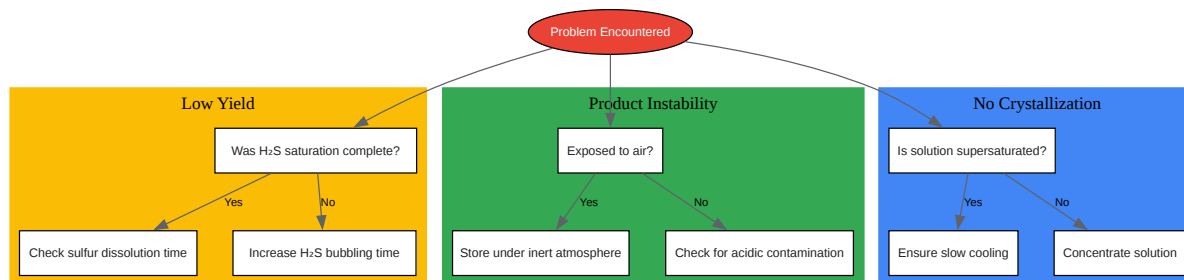 Problem Encountered
Low Yield
Product Instability
No Crystallization
Was H₂S saturation complete?
Exposed to air?
Is solution supersaturated?
Yes
No
Yes
No
Yes
No
Check sulfur dissolution time
Increase H₂S bubbling time
Store under inert atmosphere
Check for acidic contamination
Ensure slow cooling
Concentrate solution